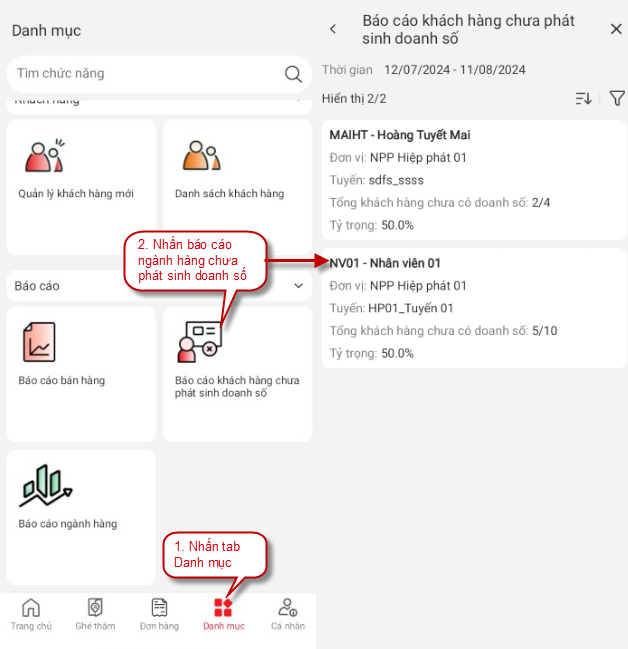 Danh mục
Tìm chức năng
Khách hàng
Quản lý khách hàng mới
Danh sách khách hàng
2. Nhấn báo cáo
ngành hàng chưa
phát sinh doanh số
Báo cáo
Báo cáo bán hàng
Báo cáo khách hàng chưa
phát sinh doanh số
Báo cáo ngành hàng
1. Nhấn tab
Danh mục
Trang chủ
Ghé thăm
Đơn hàng
Danh mục
Cá nhân
Báo cáo khách hàng chưa phát
sinh doanh số
Thời gian 12/07/2024 - 11/08/2024
Hiển thị 2/2
MAIHT - Hoàng Tuyết Mai
Đơn vị: NPP Hiệp phát 01
Tuyến: sdfs_ssss
Tổng khách hàng chưa có doanh số: 2/4
Tỷ trọng: 50.0%
NV01 - Nhân viên 01
Đơn vị: NPP Hiệp phát 01
Tuyến: HP01_Tuyến 01
Tổng khách hàng chưa có doanh số: 5/10
Tỷ trọng: 50.0%